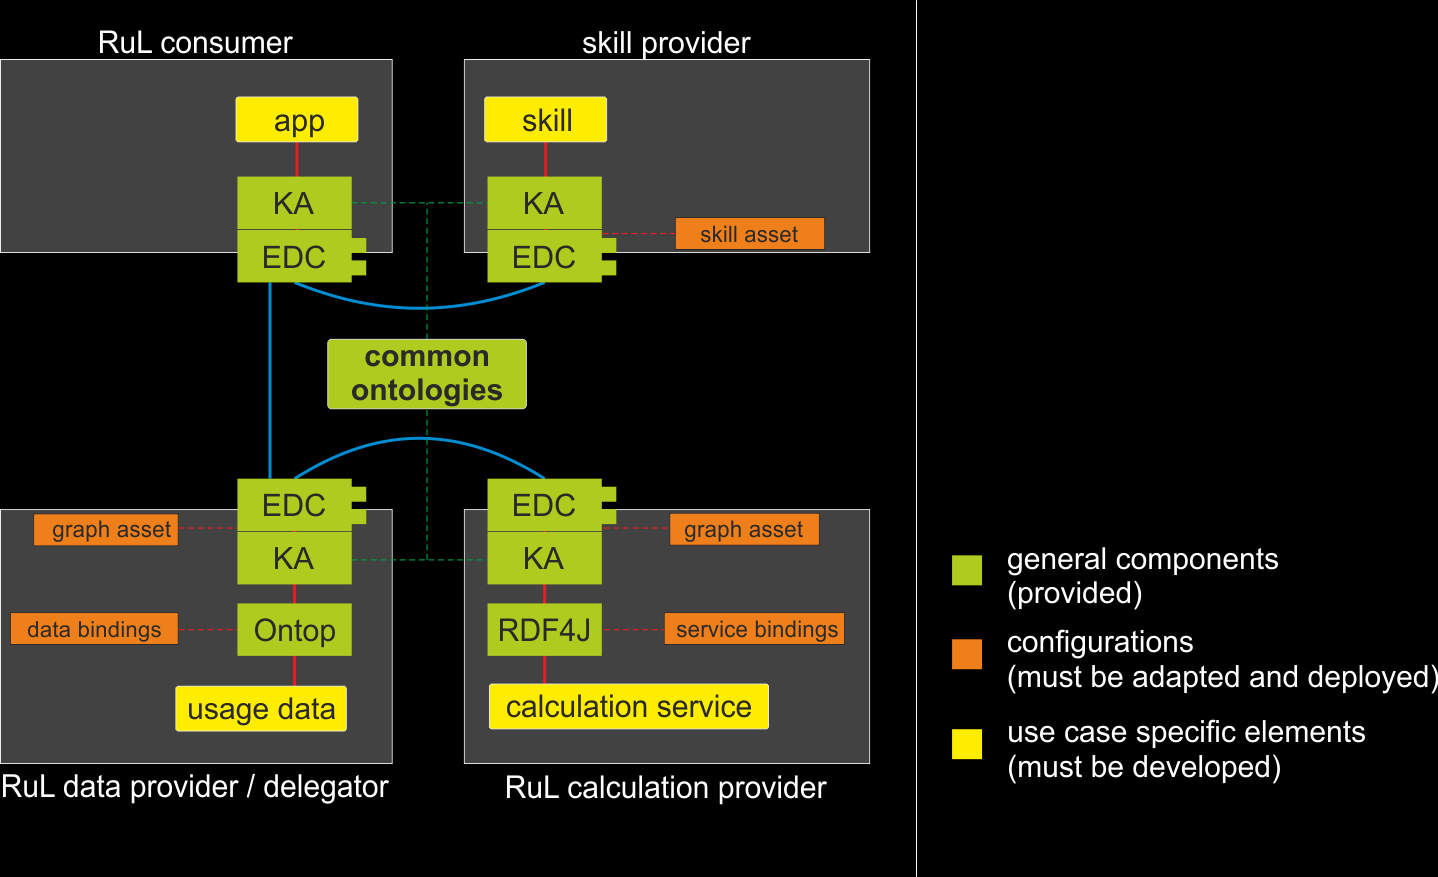 RuL consumer
app
KA
EDC
skill provider
skill
KA
EDC
skill asset
common
ontologies
EDC
KA
graph asset
data bindings
Ontop
usage data
RuL data provider / delegator
EDC
KA
graph asset
RDF4J
service bindings
calculation service
RuL calculation provider
general components
(provided)
configurations
(must be adapted and deployed)
use case specific elements
(must be developed)